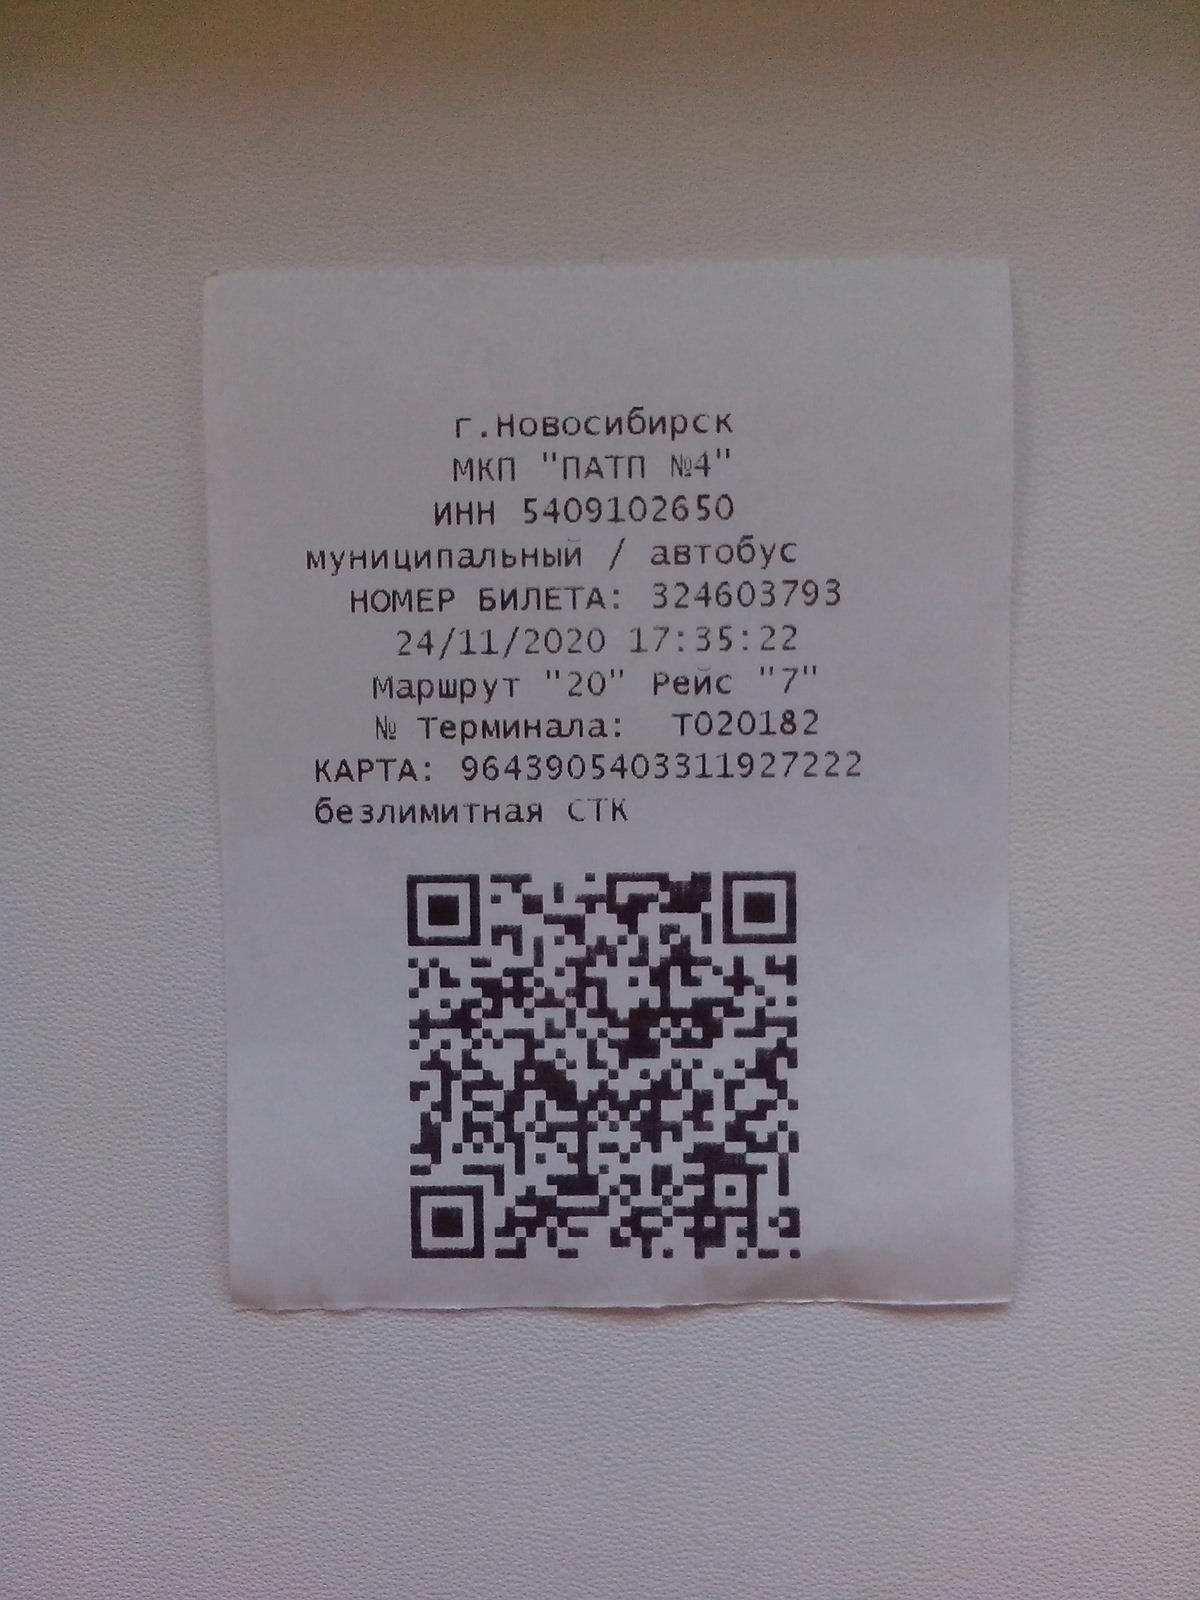 г.Новосибирск
МКП "ПАТП №4"
ИНН 5409102650
муниципальный / автобус
НОМЕР БИЛЕТА: 324603793
24/11/2020 17:35:22
Маршрут "20" Рейс "7"
№ Терминала: Т020182
КАРТА: 9643905403311927222
безлимитная СТК